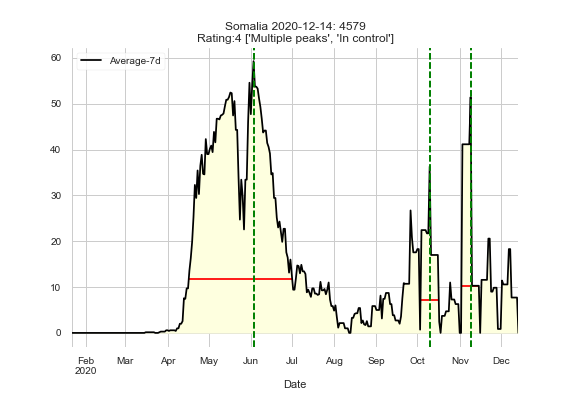 Somalia 2020-12-14: 4579
Rating:4 ['Multiple peaks', 'In control']
Average-7d
60
50
40
30
20
10
0
Feb Mar Apr May Jun Jul Aug Sep Oct Nov Dec
2020
Date